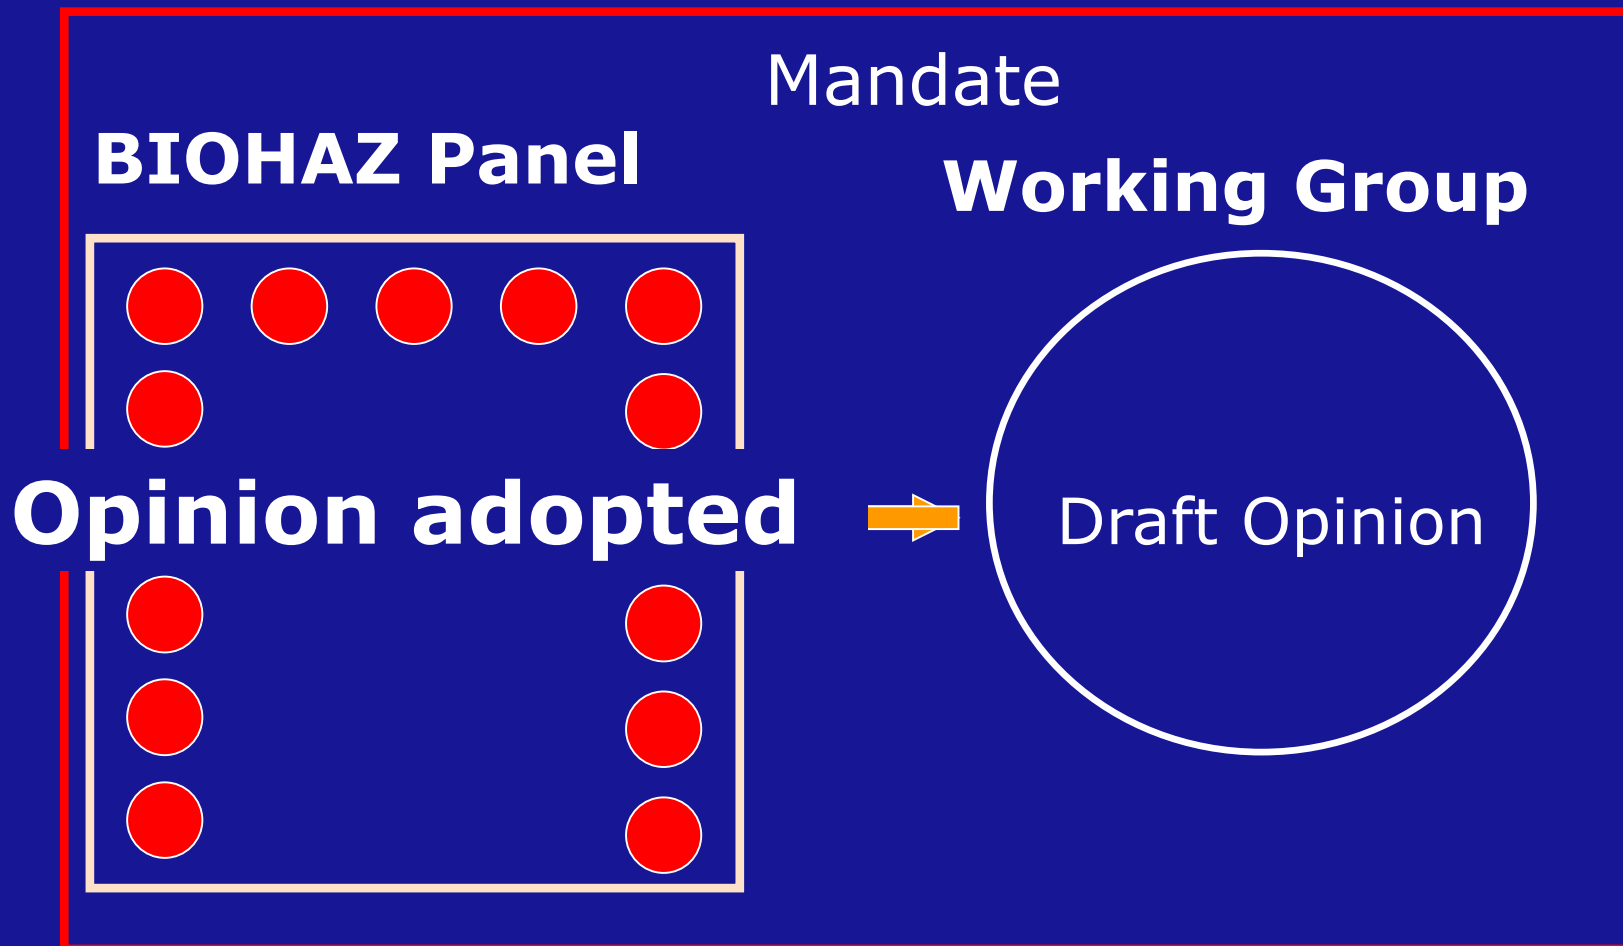 Mandate
BIOHAZ Panel
Working Group
Opinion adopted
Draft Opinion